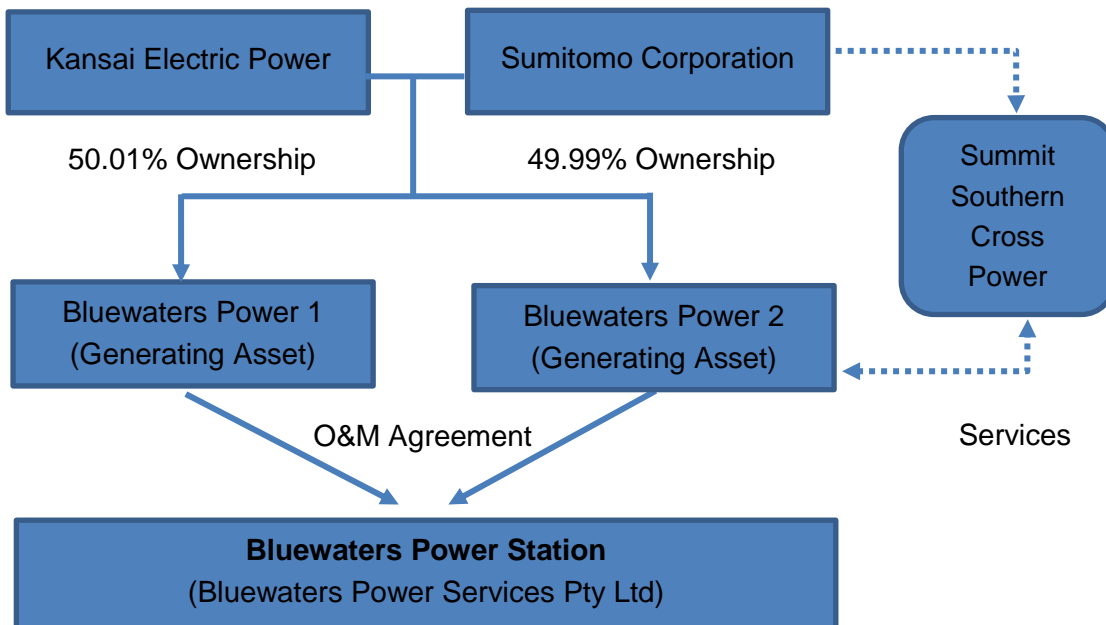 Kansai Electric Power
Sumitomo Corporation
50.01% Ownership
49.99% Ownership
Summit
Southern
Cross
Power
Bluewaters Power 1
(Generating Asset)
Bluewaters Power 2
(Generating Asset)
O&M Agreement
Services
Bluewaters Power Station
(Bluewaters Power Services Pty Ltd)